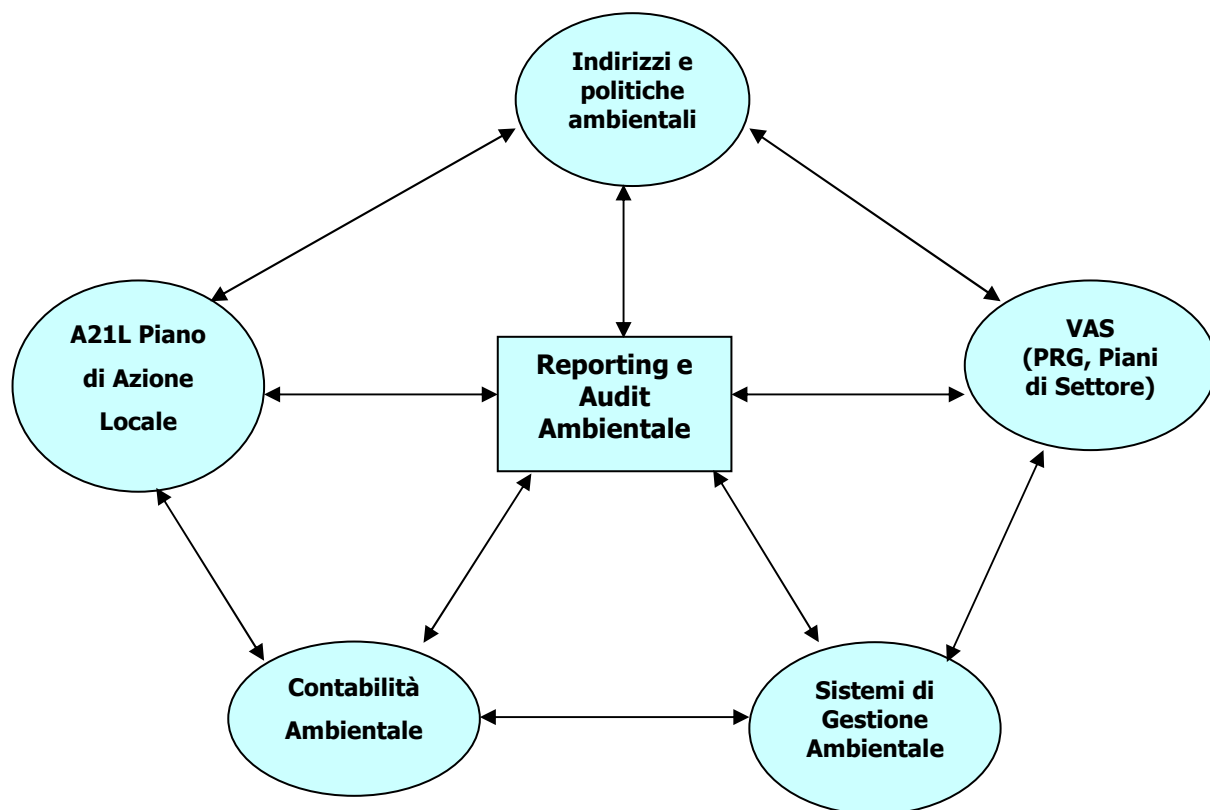 Indirizzi e
politiche
ambientali
A21L Piano
di Azione
Locale
Reporting e
Audit
Ambientale
VAS
(PRG, Piani
di Settore)
Contabilità
Ambientale
Sistemi di
Gestione
Ambientale